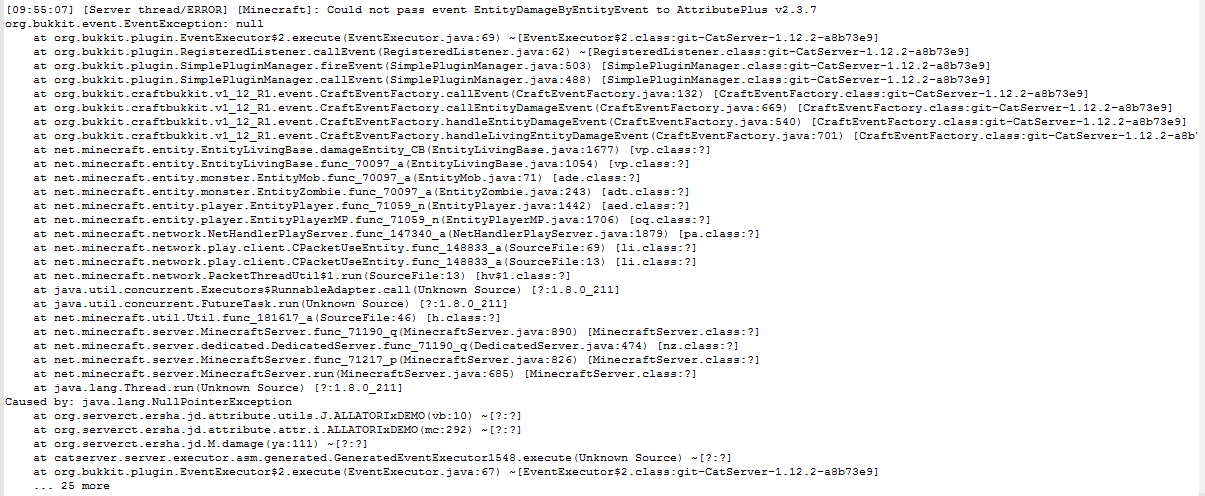 [09:55:07] [Server thread/ERROR] [Minecraft]: Could not pass event EntityDamageByEntityEvent to AttributePlus v2.3.7
org.bukkit.event.EventException: null
at org.bukkit.plugin.EventExecutor$2.execute(EventExecutor.java:69) ~[EventExecutor$2.class:git-CatServer-1.12.2-a8b73e9]
at org.bukkit.plugin.RegisteredListener.callEvent(RegisteredListener.java:62) ~[RegisteredListener.class:git-CatServer-1.12.2-a8b73e9]
at org.bukkit.plugin.SimplePluginManager.fireEvent(SimplePluginManager.java:503) [SimplePluginManager.class:git-CatServer-1.12.2-a8b73e9]
at org.bukkit.plugin.SimplePluginManager.callEvent(SimplePluginManager.java:488) [SimplePluginManager.class:git-CatServer-1.12.2-a8b73e9]
at org.bukkit.craftbukkit.v1_12_R1.event.CraftEventFactory.callEvent(CraftEventFactory.java:132) [CraftEventFactory.class:git-CatServer-1.12.2-a8b73e9]
at org.bukkit.craftbukkit.v1_12_R1.event.CraftEventFactory.callEntityDamageEvent(CraftEventFactory.java:669) [CraftEventFactory.class:git-CatServer-1.12.2-a8b73e9]
at org.bukkit.craftbukkit.v1_12_R1.event.CraftEventFactory.handleEntityDamageEvent(CraftEventFactory.java:540) [CraftEventFactory.class:git-CatServer-1.12.2-a8b73e9]
at org.bukkit.craftbukkit.v1_12_R1.event.CraftEventFactory.handleLivingEntityDamageEvent(CraftEventFactory.java:701) [CraftEventFactory.class:git-CatServer-1.12.2-a8b
at net.minecraft.entity.EntityLivingBase.damageEntity_CB(EntityLivingBase.java:1677) [vp.class:?]
at net.minecraft.entity.EntityLivingBase.func_70097_a(EntityLivingBase.java:1054) [vp.class:?]
at net.minecraft.entity.monster.EntityMob.func_70097_a(EntityMob.java:71) [ade.class:?]
at net.minecraft.entity.monster.EntityZombie.func_70097_a(EntityZombie.java:243) [adt.class:?]
at net.minecraft.entity.player.EntityPlayer.func_71059_n(EntityPlayer.java:1442) [aed.class:?]
at net.minecraft.entity.player.EntityPlayerMP.func_71059_n(EntityPlayerMP.java:1706) [oq.class:?]
at net.minecraft.network.NetHandlerPlayServer.func_147340_a(NetHandlerPlayServer.java:1879) [pa.class:?]
at net.minecraft.network.play.client.CPacketUseEntity.func_148833_a(SourceFile:69) [li.class:?]
at net.minecraft.network.play.client.CPacketUseEntity.func_148833_a(SourceFile:13) [li.class:?]
at net.minecraft.network.PacketThreadUtil$1.run(SourceFile:13) [hv$1.class:?]
at java.util.concurrent.Executors$RunnableAdapter.call(Unknown Source) [?:1.8.0_211]
at java.util.concurrent.FutureTask.run(Unknown Source) [?:1.8.0_211]
at net.minecraft.util.Util.func_181617_a(SourceFile:46) [h.class:?]
at net.minecraft.server.MinecraftServer.func_71190_q(MinecraftServer.java:890) [MinecraftServer.class:?]
at net.minecraft.server.dedicated.DedicatedServer.func_71190_q(DedicatedServer.java:474) [nz.class:?]
at net.minecraft.server.MinecraftServer.func_71217_p(MinecraftServer.java:826) [MinecraftServer.class:?]
at net.minecraft.server.MinecraftServer.run(MinecraftServer.java:685) [MinecraftServer.class:?]
at java.lang.Thread.run(Unknown Source) [?:1.8.0_211]
Caused by: java.lang.NullPointerException
at org.serverct.ersha.jd.attribute.utils.J.ALLATORIxDEMO(vb:10) ~[?:?]
at org.serverct.ersha.jd.attribute.attr.i.ALLATORIxDEMO(mc:292) ~[?:?]
at org.serverct.ersha.jd.M.damage(ya:111) ~[?:?]
at catserver.server.executor.asm.generated.GeneratedEventExecutor1548.execute(Unknown Source) ~[?:?]
at org.bukkit.plugin.EventExecutor$2.execute(EventExecutor.java:67) ~[EventExecutor$2.class:git-CatServer-1.12.2-a8b73e9]
... 25 more